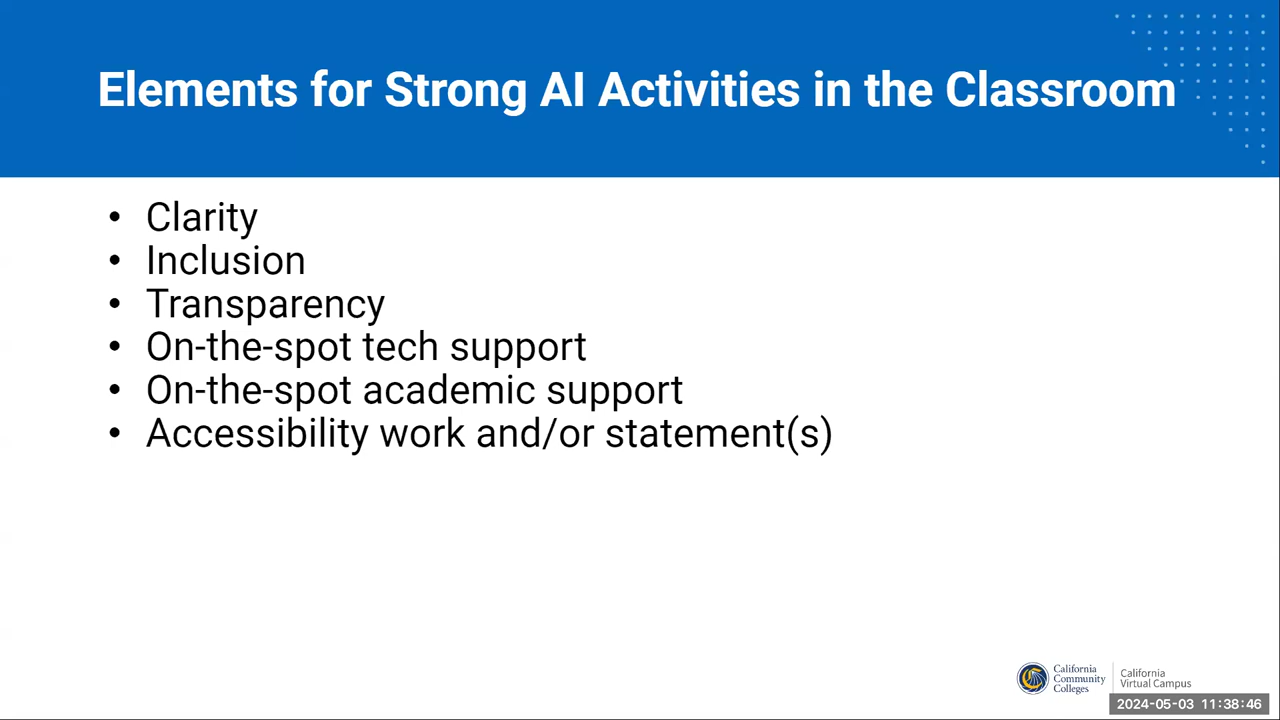 Elements for Strong AI Activities in the Classroom
• Clarity
• Inclusion
• Transparency
• On-the-spot tech support
• On-the-spot academic support
• Accessibility work and/or statement(s)
California
Community
Colleges
California
Virtual Campus
2024-05-03 11:38:46